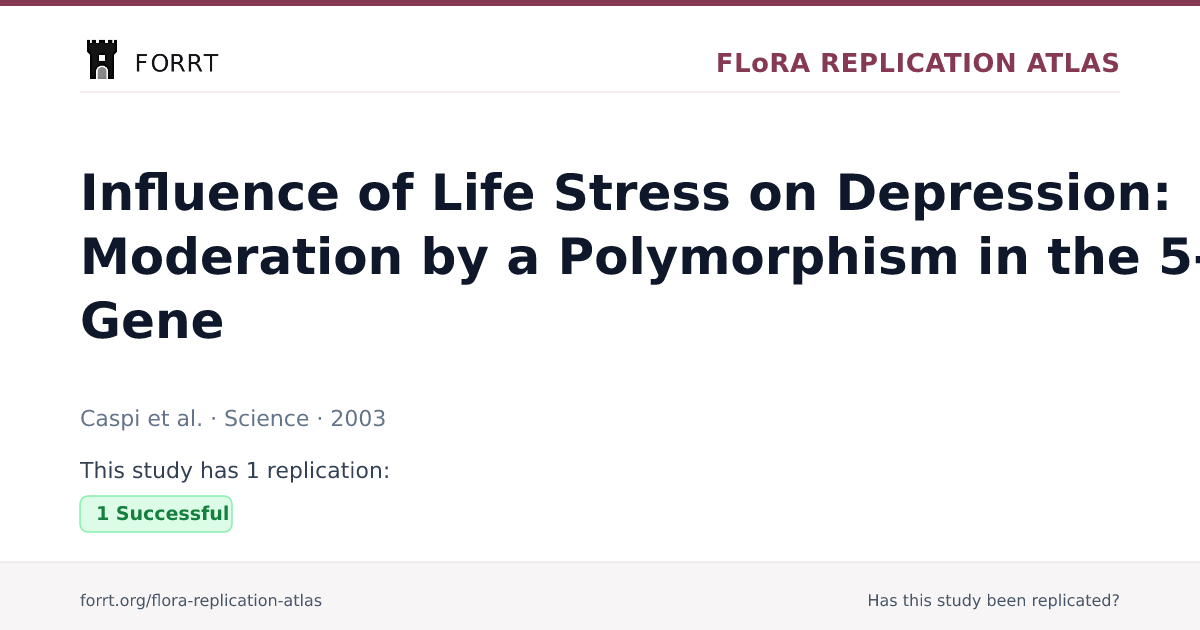 FORRT
FLoRA REPLICATION ATLAS
Influence of Life Stress on Depression:
Moderation by a Polymorphism in the 5-
Gene
Caspi et al. · Science · 2003
This study has 1 replication:
1 Successful
forrt.org/flora-replication-atlas
Has this study been replicated?